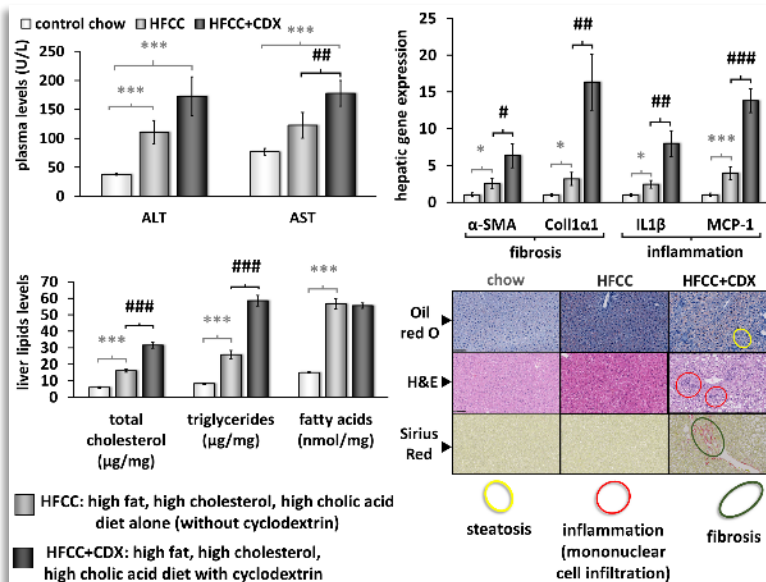 control chow HFCC HFCC+CDX
plasma levels (U/L)
250
200
150
100
50
0
***
***
***
##
ALT AST
hepatic gene expression
25
20
15
10
5
0
*
#
*
##
*
##
***
###
α-SMA Coll1α1 IL1β MCP-1
fibrosis inflammation
liver lipids levels
70
60
50
40
30
20
10
0
***
###
***
###
***
total cholesterol (µg/mg)
triglycerides (µg/mg)
fatty acids (nmol/mg)
chow HFCC HFCC+CDX
Oil red O
H&E
Sirius Red
steatosis
inflammation
(mononuclear
cell infiltration)
fibrosis
HFCC: high fat, high cholesterol, high cholic acid
diet alone (without cyclodextrin)
HFCC+CDX: high fat, high cholesterol,
high cholic acid diet with cyclodextrin